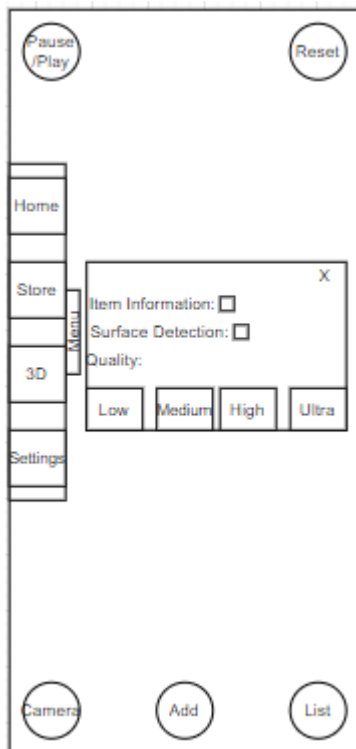 Pause
/Play
Reset
Home
Store
Menu
3D
Settings
X
Item Information:
Surface Detection:
Quality:
Low
Medium
High
Ultra
Camera
Add
List